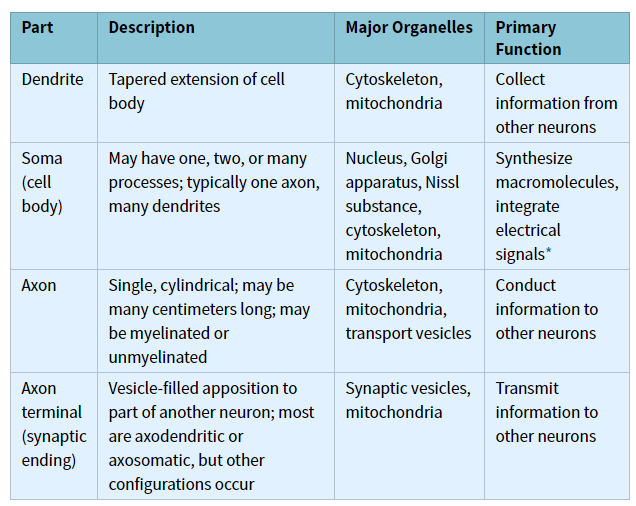 Part Description Major Organelles Primary
Function
Dendrite Tapered extension of cell Cytoskeleton, Collect
body mitochondria information from
other neurons
Soma May have one, two, or many Nucleus, Golgi Synthesize
(cell processes; typically one axon, apparatus, Nissl macromolecules,
body) many dendrites substance, integrate
cytoskeleton, electrical
mitochondria signals*
Axon Single, cylindrical; may be Cytoskeleton, Conduct
many centimeters long; may mitochondria, information to
be myelinated or transport vesicles other neurons
unmyelinated
Axon Vesicle-filled apposition to Synaptic vesicles, Transmit
terminal part of another neuron; most mitochondria information to
(synaptic are axodendritic or other neurons
ending) axosomatic, but other
configurations occur